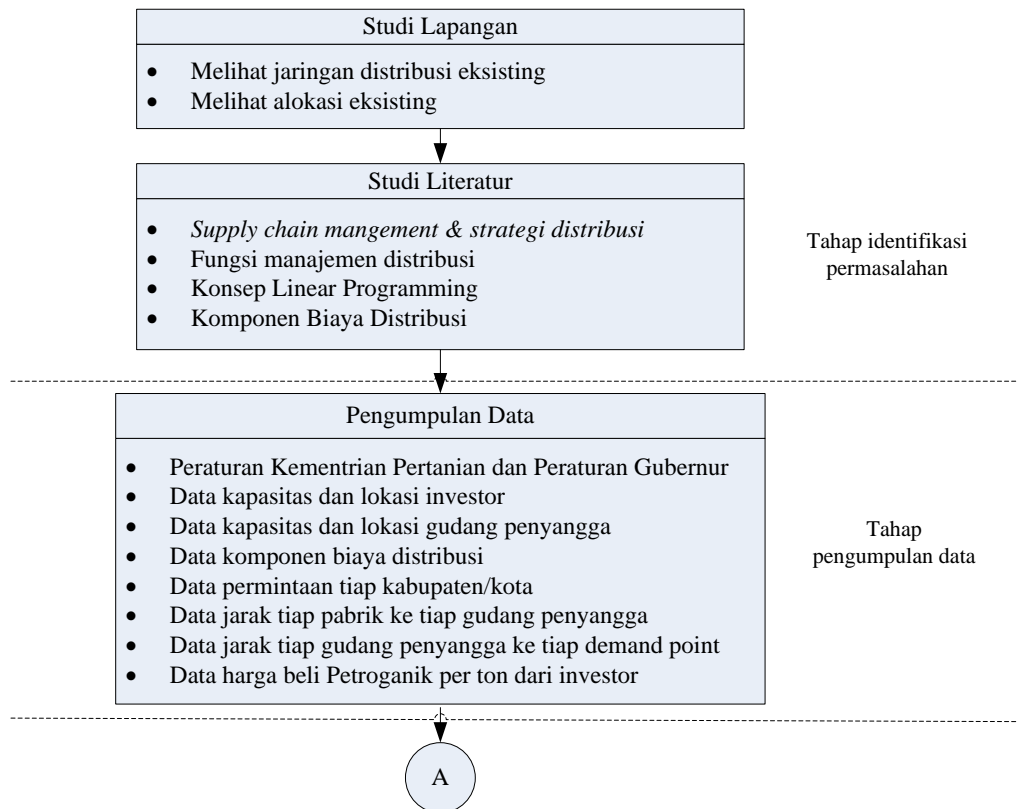 Studi Lapangan
• Melihat jaringan distribusi eksisting
• Melihat alokasi eksisting
Studi Literatur
• Supply chain mangement & strategi distribusi
• Fungsi manajemen distribusi
• Konsep Linear Programming
• Komponen Biaya Distribusi
Tahap identifikasi
permasalahan
Pengumpulan Data
• Peraturan Kementrian Pertanian dan Peraturan Gubernur
• Data kapasitas dan lokasi investor
• Data kapasitas dan lokasi gudang penyangga
• Data komponen biaya distribusi
• Data permintaan tiap kabupaten/kota
• Data jarak tiap pabrik ke tiap gudang penyangga
• Data jarak tiap gudang penyangga ke tiap demand point
• Data harga beli Petroganik per ton dari investor
Tahap
pengumpulan data
A